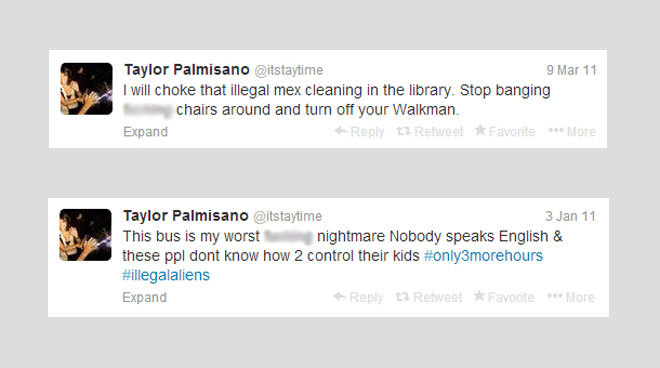 Taylor Palmisano @itstaytime 9 Mar 11
I will choke that illegal mex cleaning in the library. Stop banging
chairs around and turn off your Walkman.
Expand Reply Retweet Favorite More
Taylor Palmisano @itstaytime 3 Jan 11
This bus is my worst nightmare Nobody speaks English &
these ppl dont know how 2 control their kids #only3morehours
#illegalaliens
Expand Reply Retweet Favorite More